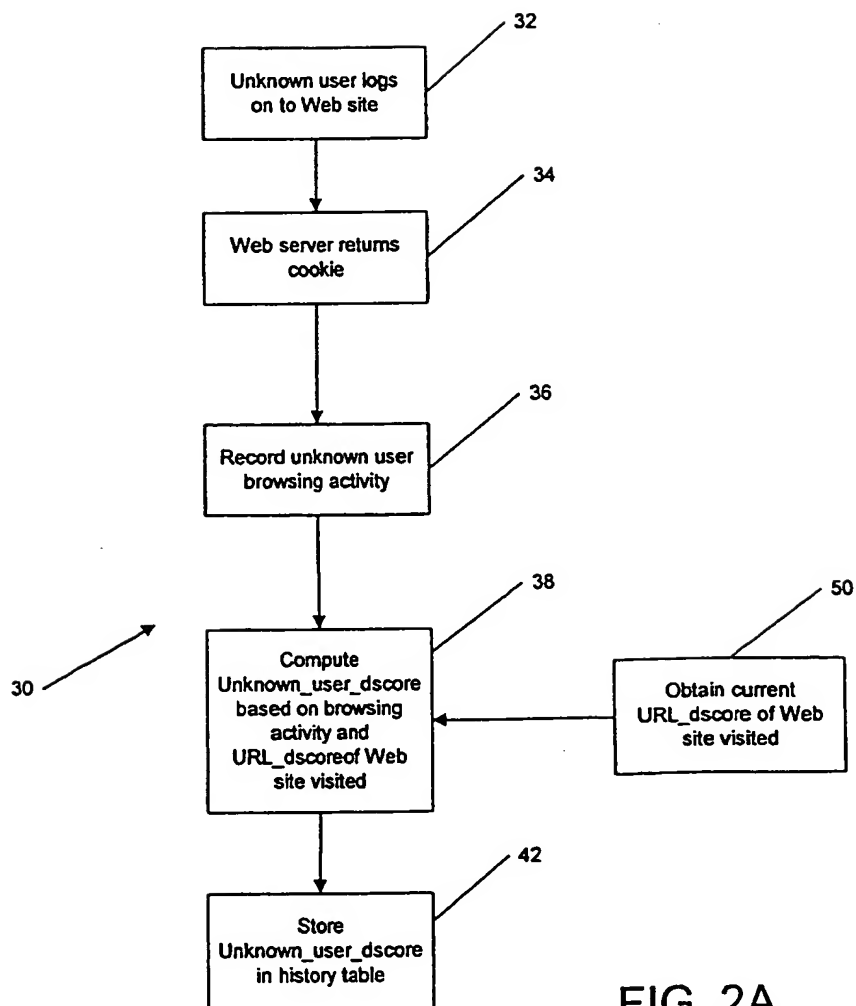 32
Unknown user logs
on to Web site
34
Web server returns
cookie
36
Record unknown user
browsing activity
38
50
30
Compute
Unknown_user_dscore
based on browsing
activity and
URL_dscoreof Web
site visited
Obtain current
URL_dscore of Web
site visited
42
Store
Unknown_user_dscore
in history table
FIG. 2A